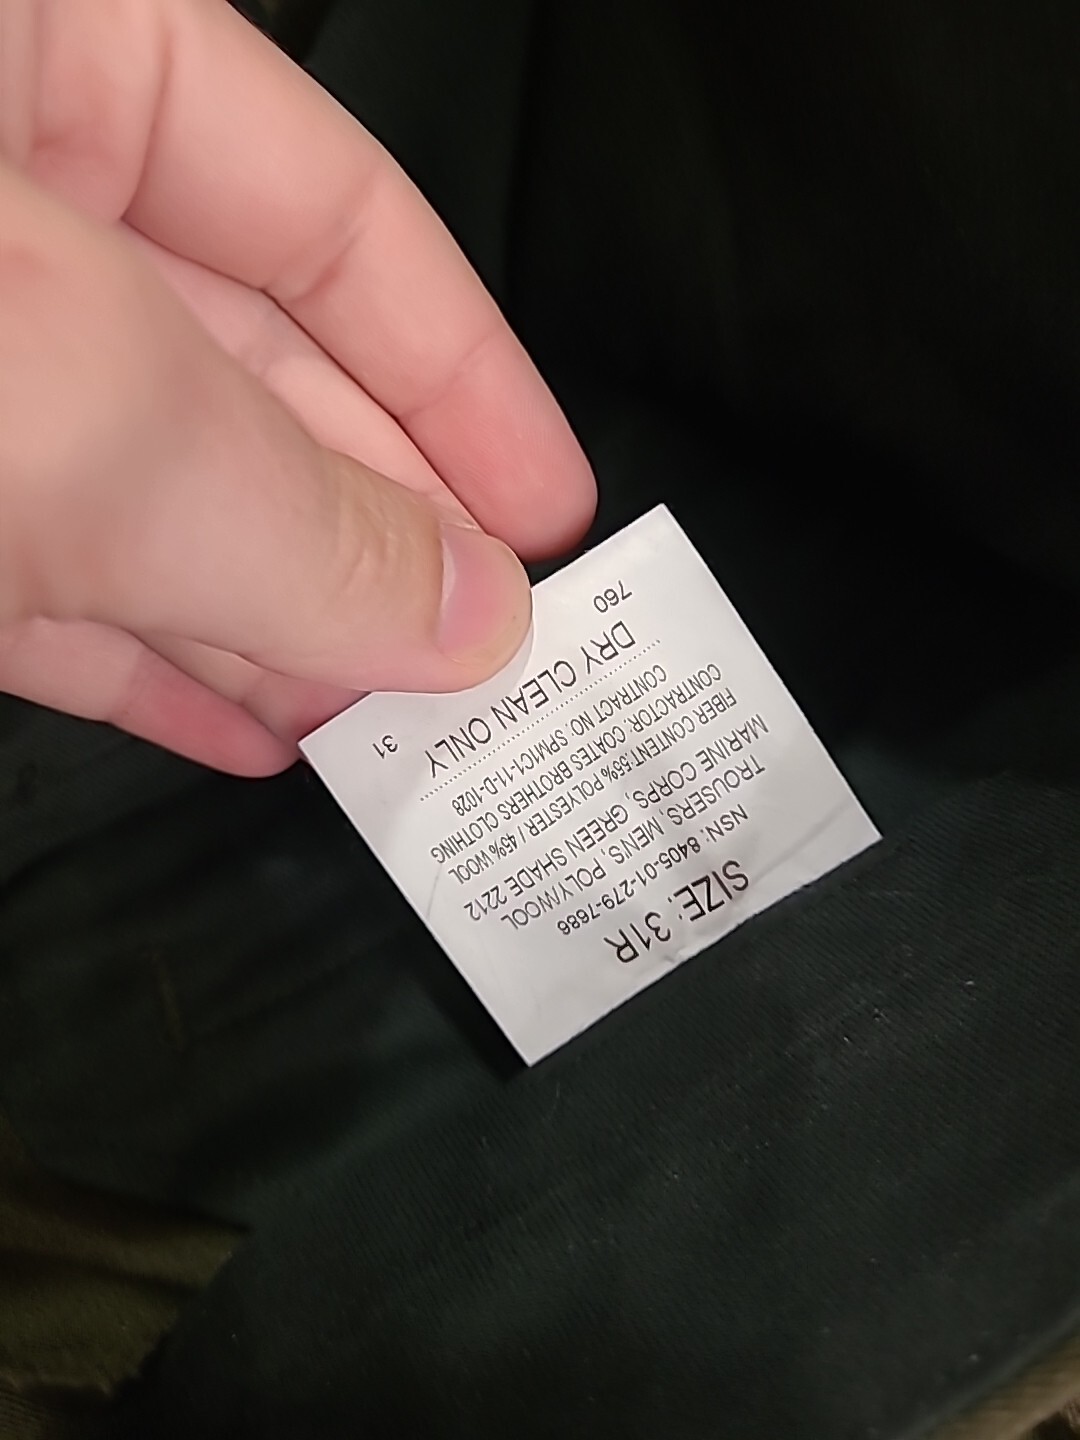 SIZE: 31R
NSN: 8405-01-279-7686
TROUSERS, MEN'S, POLY/WOOL
MARINE CORPS, GREEN SHADE 2212
FIBER CONTENT:55% POLYESTER / 45% WOOL
CONTRACTOR: COATES BROTHERS CLOTHING
CONTRACT NO. SPM1C1-11-D-1028
DRY CLEAN ONLY
760 31